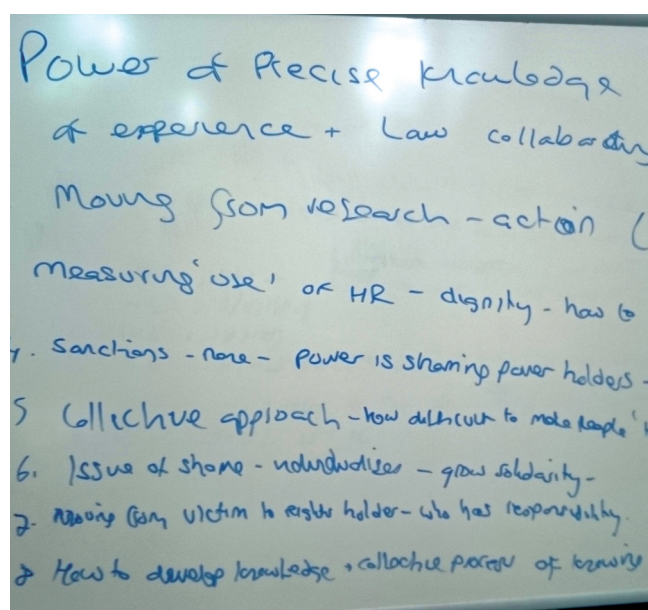 Power of Precise knowledge
of experience + Law collaborating
Moving from research - action (
Measuring 'use' of HR - dignity - how to
4. Sanctions - none - power is shaming power holders -
5 Collective approach - how difficult to make people '
6. Issue of shame - individualises - grow solidarity -
7. Moving from victim to rights holder - who has responsibility.
8 How to develop knowledge + collective process of knowing